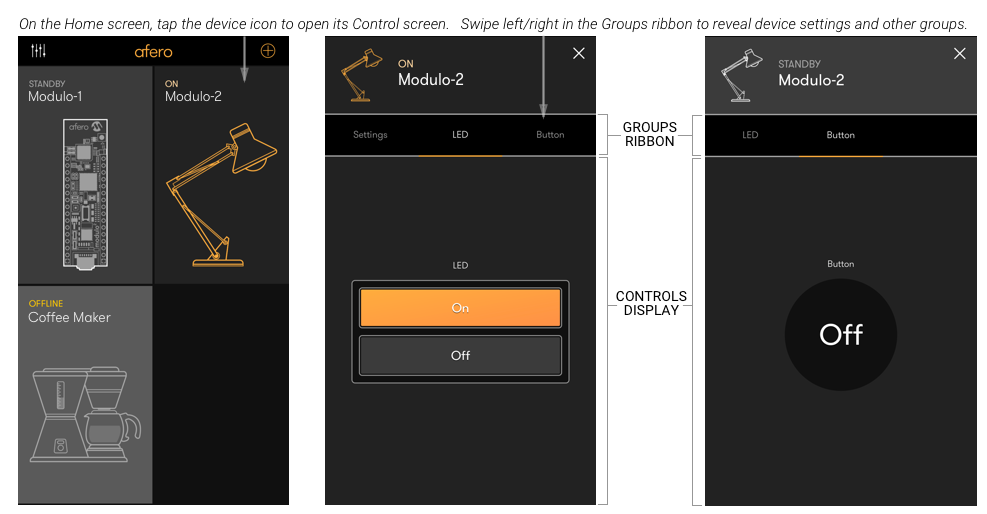 On the Home screen, tap the device icon to open its Control screen.
Swipe left/right in the Groups ribbon to reveal device settings and other groups.
afero
STANDBY
Modulo-1
afero
ON
Modulo-2
OFFLINE
Coffee Maker
ON
Modulo-2
Settings
LED
Button
LED
On
Off
GROUPS
RIBBON
CONTROLS
DISPLAY
STANDBY
Modulo-2
LED
Button
Button
Off